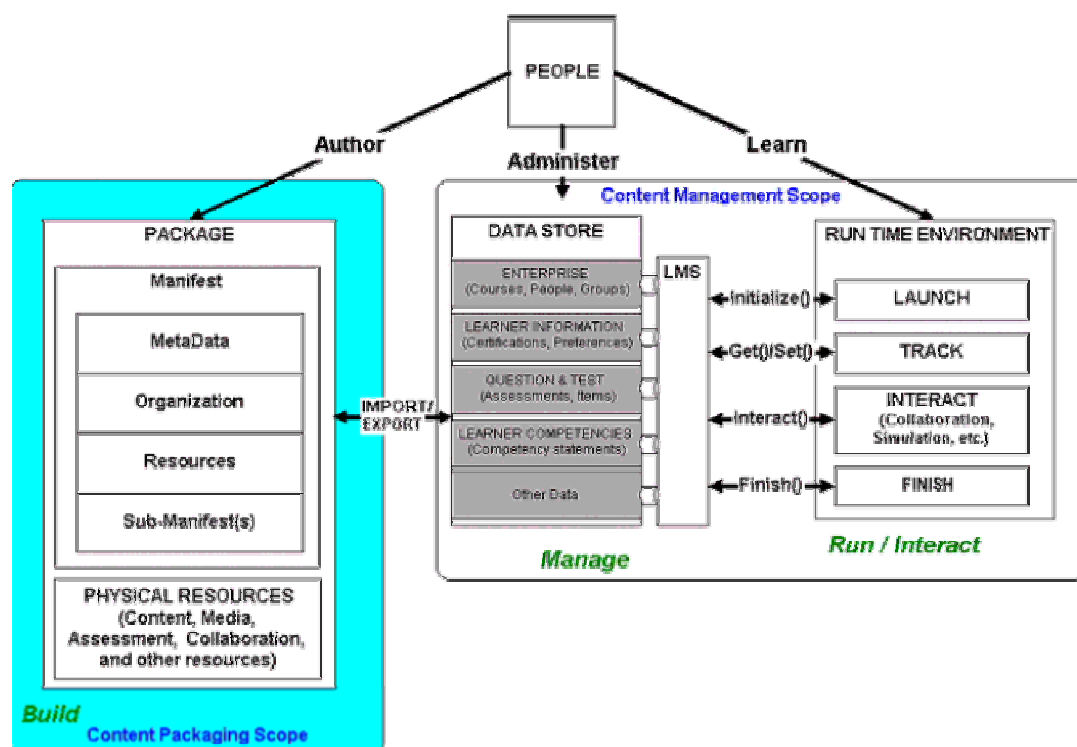 PEOPLE
Author
Administer
Learn
Content Management Scope
PACKAGE
Manifest
MetaData
Organization
Resources
Sub-Manifest(s)
PHYSICAL RESOURCES
(Content, Media,
Assessment, Collaboration,
and other resources)
Build
Content Packaging Scope
IMPORT/
EXPORT
DATA STORE
ENTERPRISE
(Courses, People, Groups)
LEARNER INFORMATION
(Certifications, Preferences)
QUESTION & TEST
(Assessments, Items)
LEARNER COMPETENCIES
(Competency statements)
Other Data
Manage
LMS
Initialize()
Get()/Set()
Interact()
Finish()
RUN TIME ENVIRONMENT
LAUNCH
TRACK
INTERACT
(Collaboration,
Simulation, etc.)
FINISH
Run / Interact